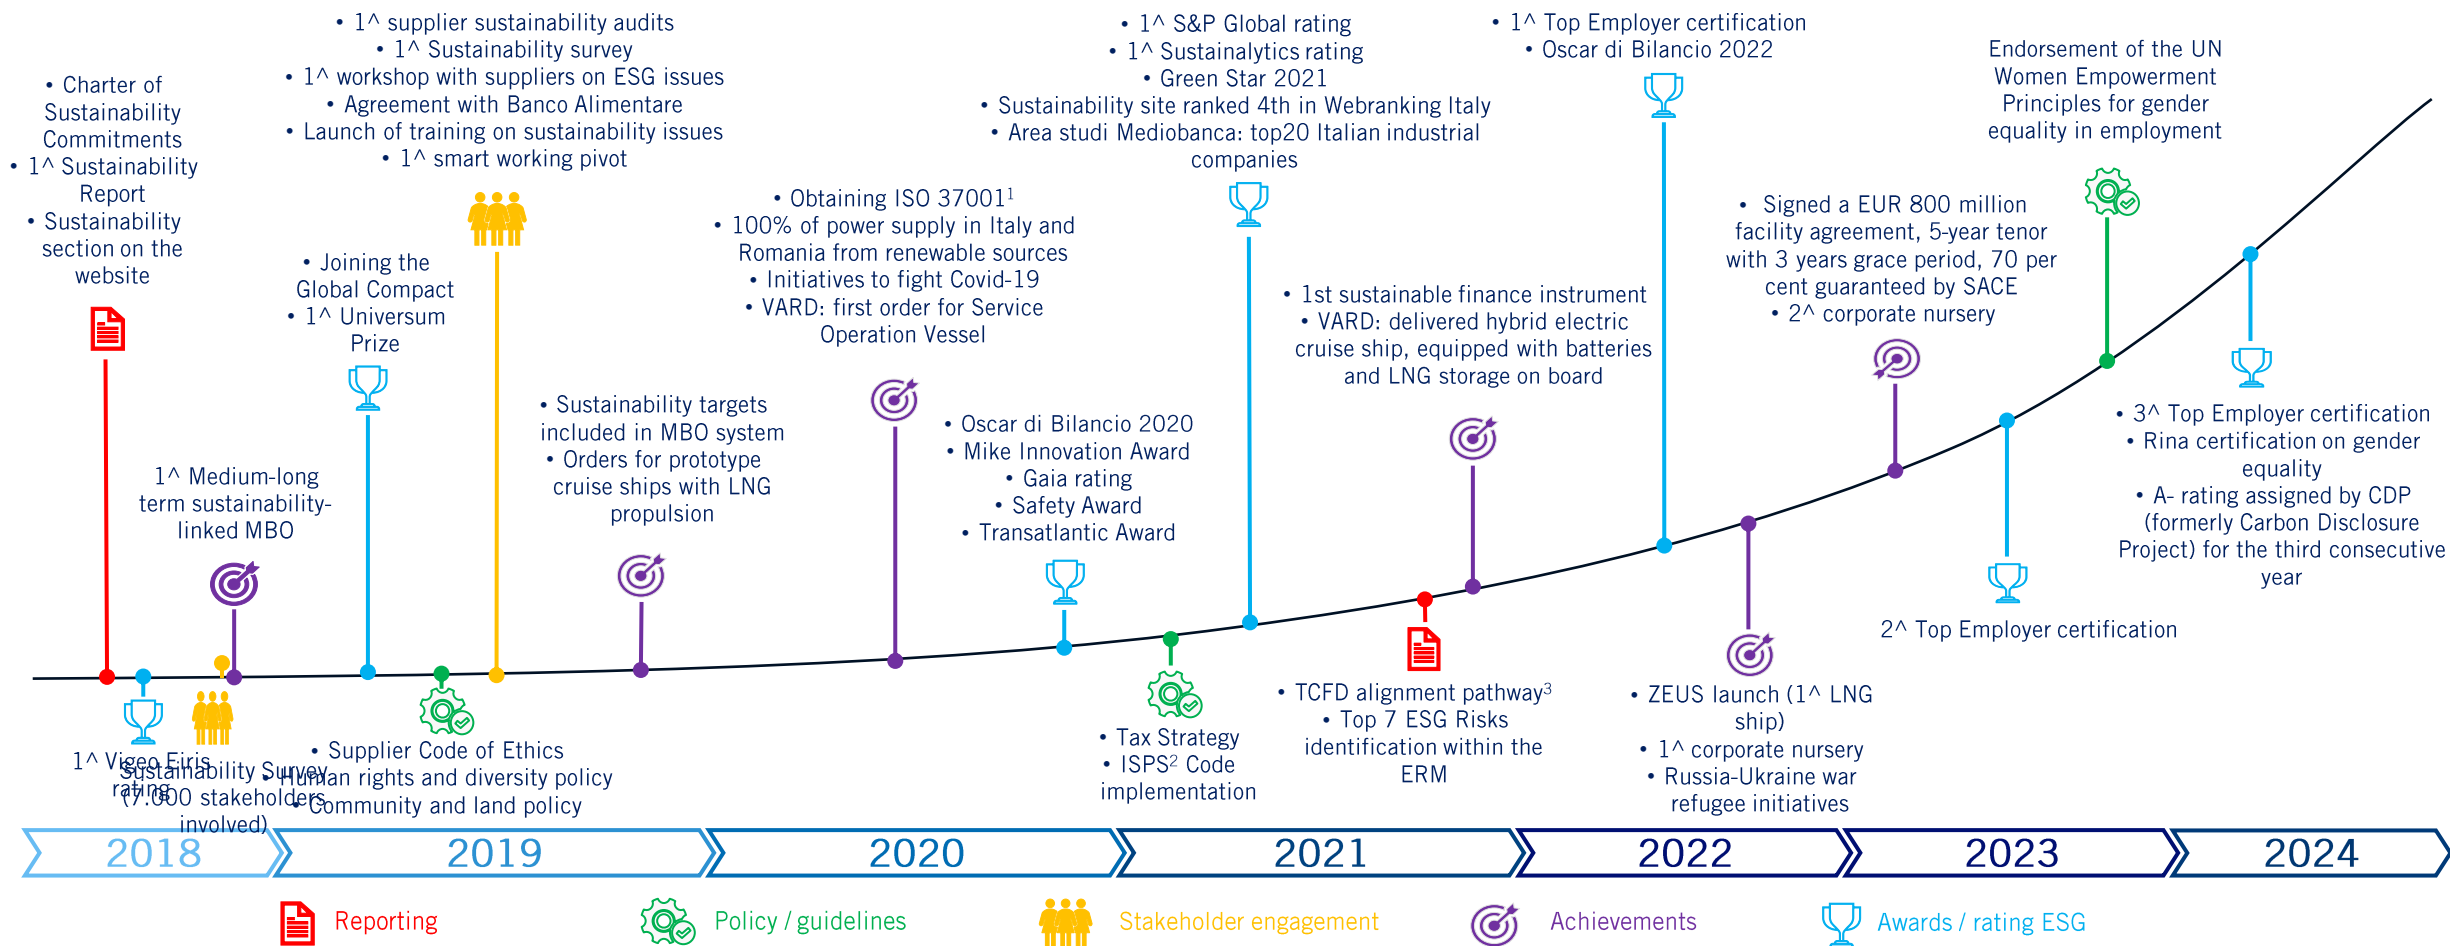 • Charter of
Sustainability
Commitments
• 1^ Sustainability
Report
• Sustainability
section on the
website
1^ Vigeo Eiris
rating
Sustainability Survey
(7.000 stakeholders
involved)
1^ Medium-long
term sustainability-
linked MBO
• Joining the
Global Compact
• 1^ Universum
Prize
• Supplier Code of Ethics
• Human rights and diversity policy
• Community and land policy
• 1^ supplier sustainability audits
• 1^ Sustainability survey
• 1^ workshop with suppliers on ESG issues
• Agreement with Banco Alimentare
• Launch of training on sustainability issues
• 1^ smart working pivot
• Sustainability targets
included in MBO system
• Orders for prototype
cruise ships with LNG
propulsion
• Obtaining ISO 37001¹
• 100% of power supply in Italy and
Romania from renewable sources
• Initiatives to fight Covid-19
• VARD: first order for Service
Operation Vessel
• Oscar di Bilancio 2020
• Mike Innovation Award
• Gaia rating
• Safety Award
• Transatlantic Award
• Tax Strategy
• ISPS² Code
implementation
• 1^ S&P Global rating
• 1^ Sustainalytics rating
• Green Star 2021
• Sustainability site ranked 4th in Webranking Italy
• Area studi Mediobanca: top20 Italian industrial
companies
• TCFD alignment pathway³
• Top 7 ESG Risks
identification within the
ERM
• 1st sustainable finance instrument
• VARD: delivered hybrid electric
cruise ship, equipped with batteries
and LNG storage on board
• 1^ Top Employer certification
• Oscar di Bilancio 2022
• ZEUS launch (1^ LNG
ship)
• 1^ corporate nursery
• Russia-Ukraine war
refugee initiatives
• Signed a EUR 800 million
facility agreement, 5-year tenor
with 3 years grace period, 70 per
cent guaranteed by SACE
• 2^ corporate nursery
2^ Top Employer certification
Endorsement of the UN
Women Empowerment
Principles for gender
equality in employment
• 3^ Top Employer certification
• Rina certification on gender
equality
• A- rating assigned by CDP
(formerly Carbon Disclosure
Project) for the third consecutive
year
2018
2019
2020
2021
2022
2023
2024
Reporting
Policy / guidelines
Stakeholder engagement
Achievements
Awards / rating ESG